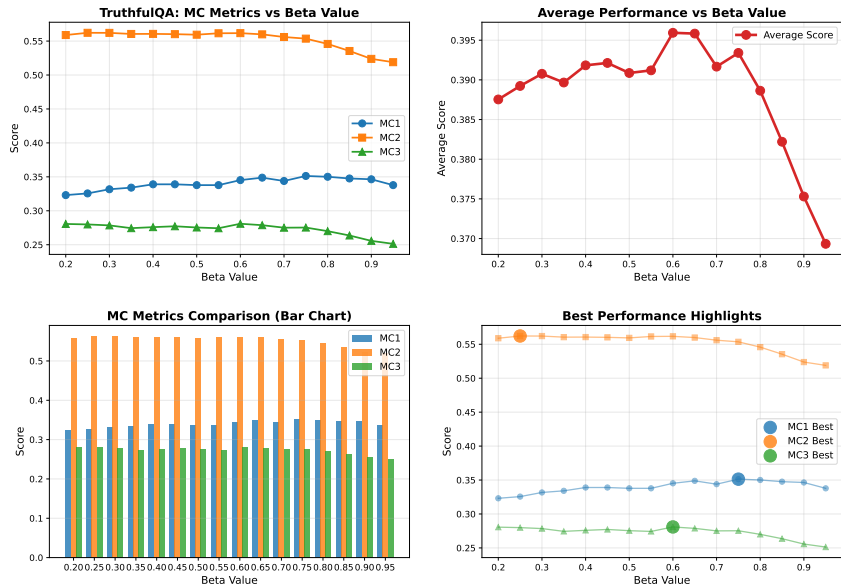 TruthfulQA: MC Metrics vs Beta Value
Score
0.55
0.50
0.45
0.40
0.35
0.30
0.25
MC1
MC2
MC3
0.2 0.3 0.4 0.5 0.6 0.7 0.8 0.9
Beta Value
Average Performance vs Beta Value
Average Score
0.395
0.390
0.385
0.380
0.375
0.370
Average Score
0.2 0.3 0.4 0.5 0.6 0.7 0.8 0.9
Beta Value
MC Metrics Comparison (Bar Chart)
Score
0.5
0.4
0.3
0.2
0.1
0.0
MC1
MC2
MC3
0.20 0.25 0.30 0.35 0.40 0.45 0.50 0.55 0.60 0.65 0.70 0.75 0.80 0.85 0.90 0.95
Beta Value
Best Performance Highlights
Score
0.55
0.50
0.45
0.40
0.35
0.30
0.25
MC1 Best
MC2 Best
MC3 Best
0.2 0.3 0.4 0.5 0.6 0.7 0.8 0.9
Beta Value